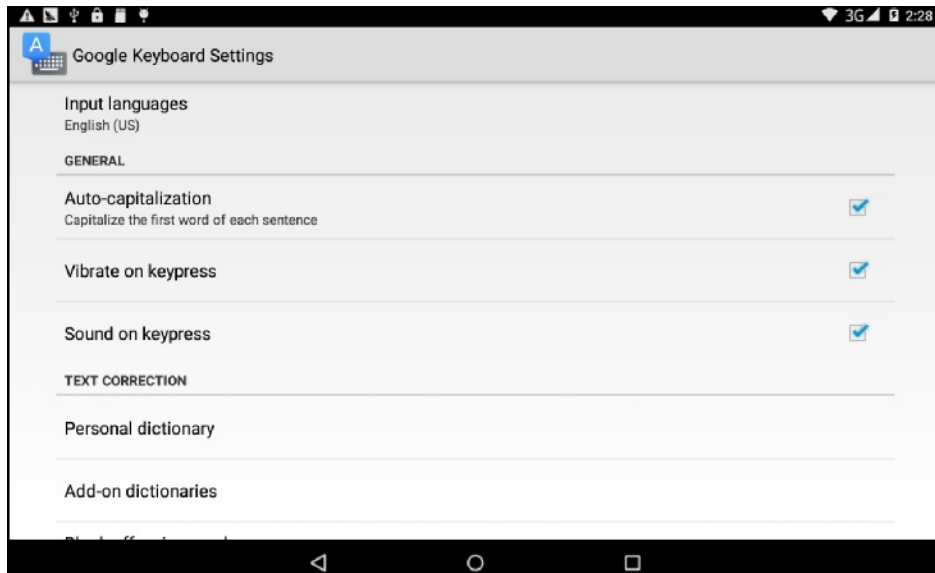 3G 2:28
A
Google Keyboard Settings
Input languages
English (US)
GENERAL
Auto-capitalization
Capitalize the first word of each sentence
Vibrate on keypress
Sound on keypress
TEXT CORRECTION
Personal dictionary
Add-on dictionaries